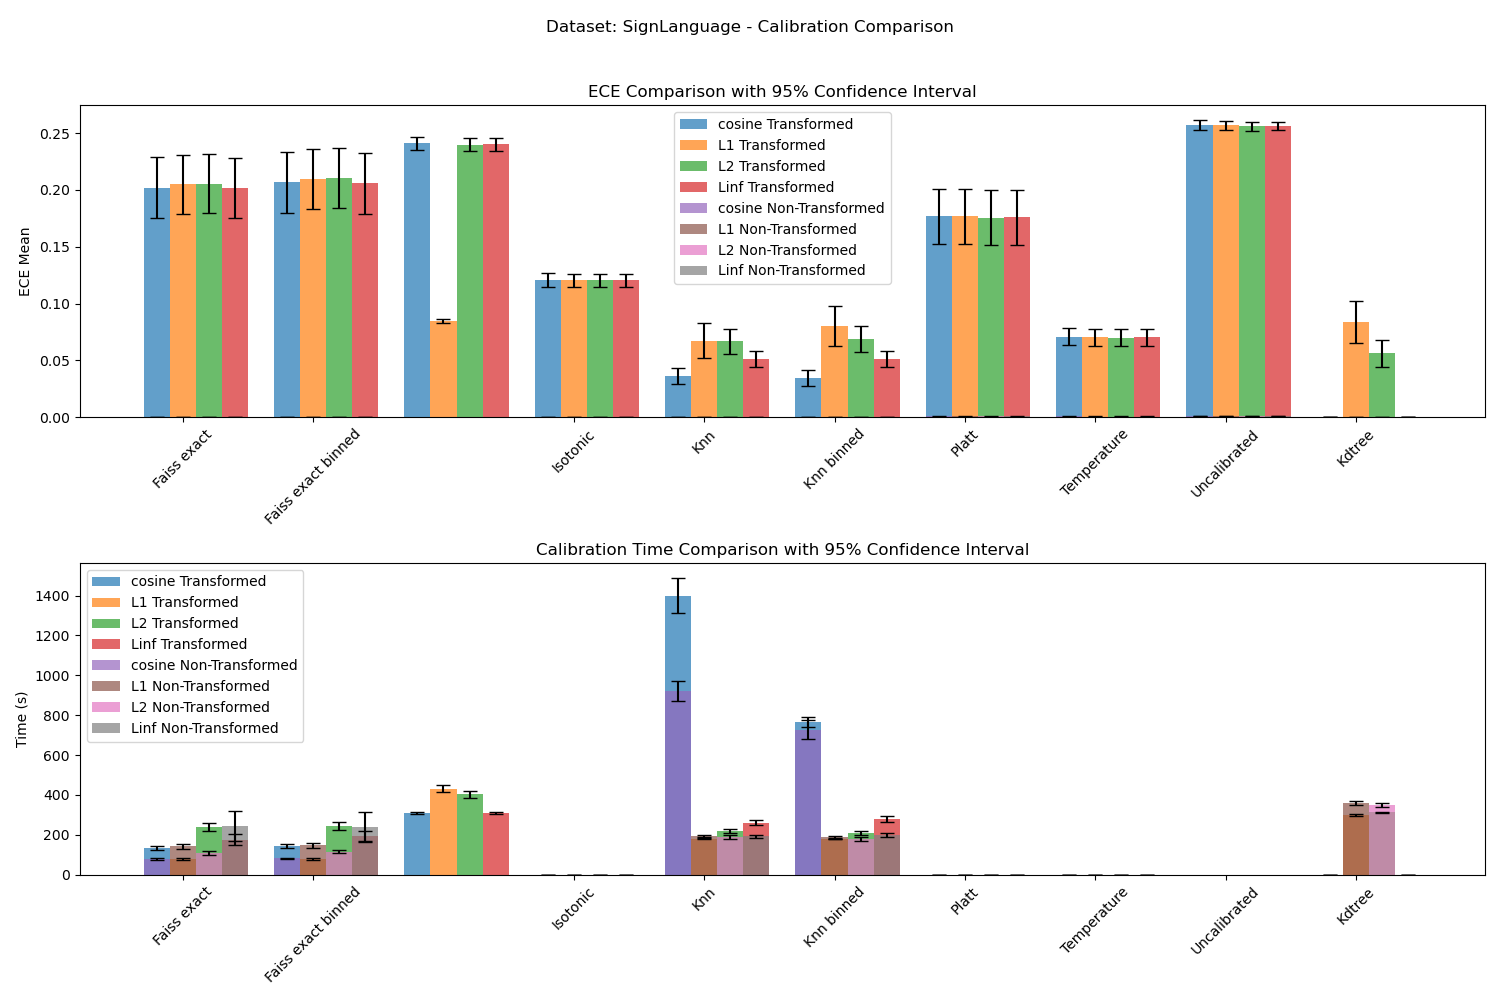 Dataset: SignLanguage - Calibration Comparison
ECE Comparison with 95% Confidence Interval
ECE Mean
0.25
0.20
0.15
0.10
0.05
0.00
cosine Transformed
L1 Transformed
L2 Transformed
Linf Transformed
cosine Non-Transformed
L1 Non-Transformed
L2 Non-Transformed
Linf Non-Transformed
Faiss exact
Faiss exact binned
Isotonic
Knn
Knn binned
Platt
Temperature
Uncalibrated
Kdtree
Calibration Time Comparison with 95% Confidence Interval
Time (s)
1400
1200
1000
800
600
400
200
0
cosine Transformed
L1 Transformed
L2 Transformed
Linf Transformed
cosine Non-Transformed
L1 Non-Transformed
L2 Non-Transformed
Linf Non-Transformed
Faiss exact
Faiss exact binned
Isotonic
Knn
Knn binned
Platt
Temperature
Uncalibrated
Kdtree